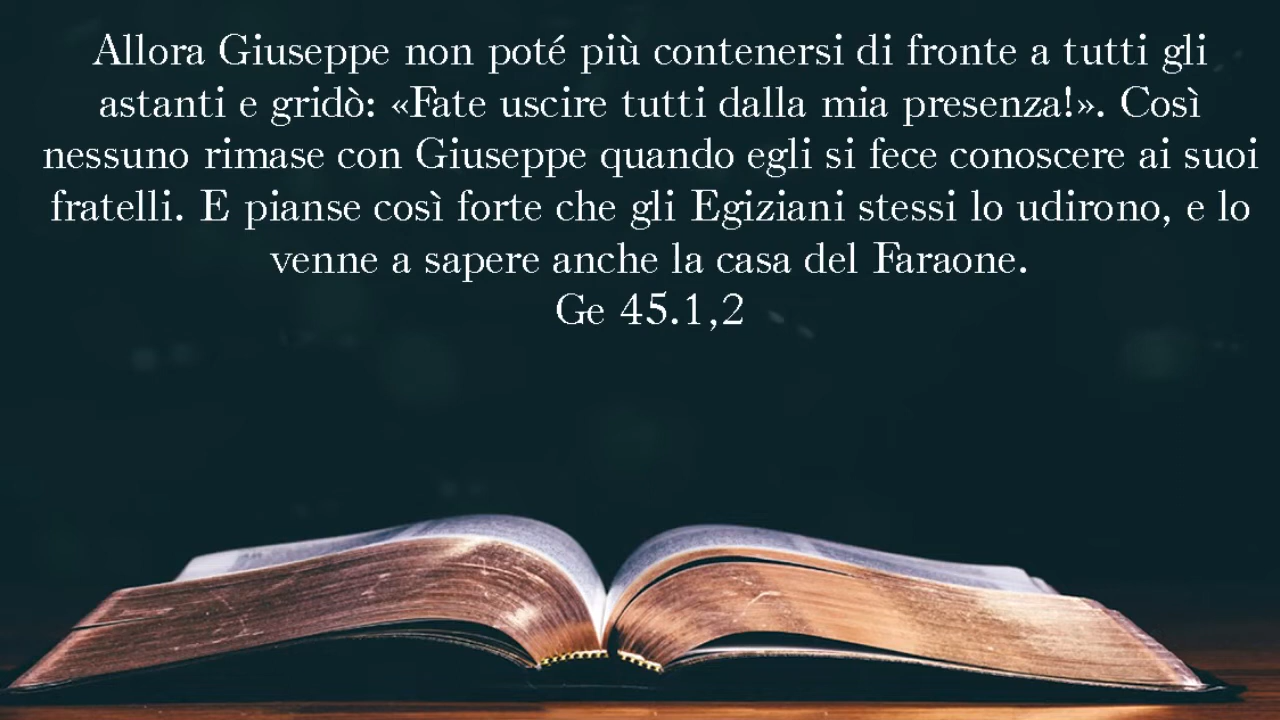 Allora Giuseppe non poté più contenersi di fronte a tutti gli
astanti e gridò: «Fate uscire tutti dalla mia presenza!». Così
nessuno rimase con Giuseppe quando egli si fece conoscere ai suoi
fratelli. E pianse così forte che gli Egiziani stessi lo udirono, e lo
venne a sapere anche la casa del Faraone.
Ge 45.1,2